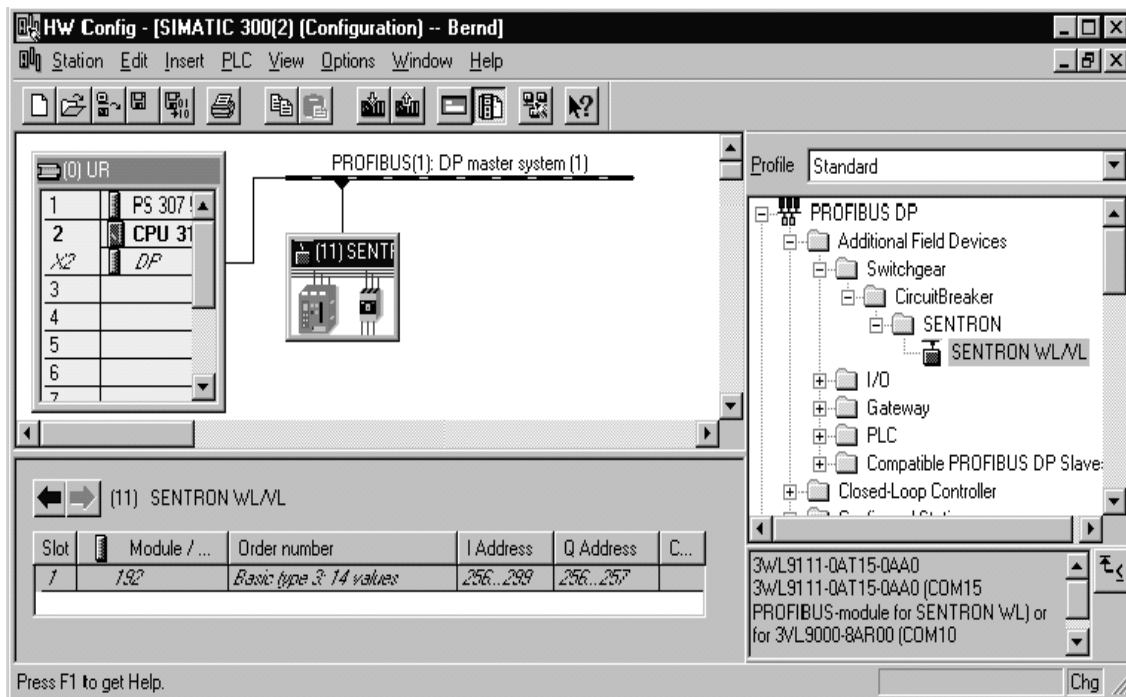 HW Config - [SIMATIC 300(2) (Configuration) -- Bernd]
Station Edit Insert PLC View Options Window Help
(0) UR
1 PS 307
2 CPU 31
X2 DP
3
4
5
6
7
PROFIBUS(1): DP master system (1)
(11) SENTR
Profile Standard
PROFIBUS DP
Additional Field Devices
Switchgear
CircuitBreaker
SENTRON
SENTRON WL/VL
I/O
Gateway
PLC
Compatible PROFIBUS DP Slave
Closed-Loop Controller
(11) SENTRON WL/VL
Slot Module / ... Order number I Address Q Address C...
1 192 Basic type 3: 14 values 256...299 256...257
3WL9111-0AT15-0AA0
3WL9111-0AT15-0AA0 (COM15
PROFIBUS-module for SENTRON WL) or
for 3VL9000-8AR00 (COM10
Press F1 to get Help.
Chg